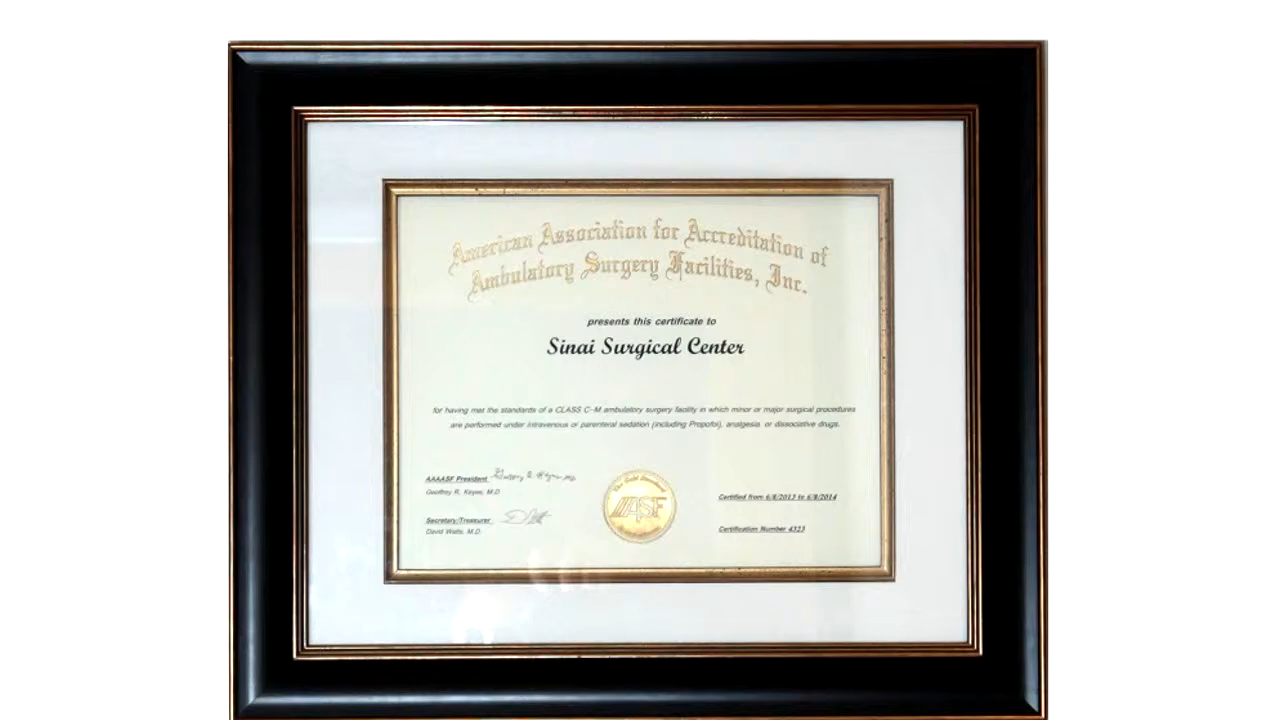 American Association for Accreditation of
Ambulatory Surgery Facilities, Inc.
presents this certificate to
Sinai Surgical Center
for having met the standards of a CLASS C-M ambulatory surgery facility in which minor or major surgical procedures
are performed under intravenous or parenteral sedation (including Propofol), analgesia or dissociative drugs.
AAAASF President
Geoffrey R. Keyes, M.D.
Secretary/Treasurer
David Watts, M.D.
The Gold Standard
Certified from 6/8/2013 to 6/8/2014
Certification Number 4323